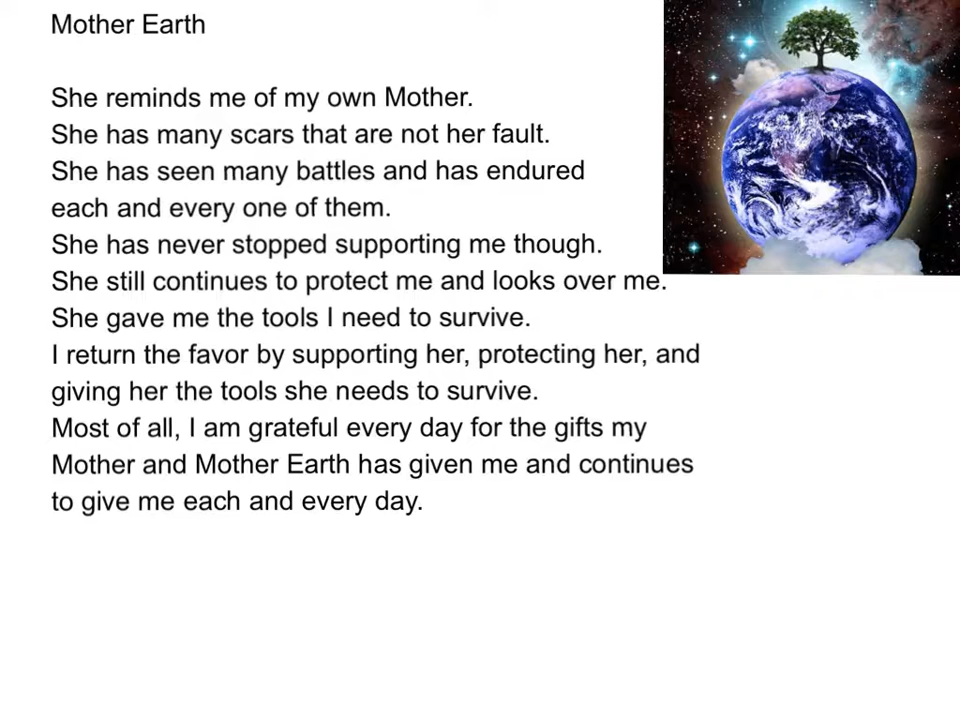 Mother Earth
She reminds me of my own Mother.
She has many scars that are not her fault.
She has seen many battles and has endured
each and every one of them.
She has never stopped supporting me though.
She still continues to protect me and looks over me.
She gave me the tools I need to survive.
I return the favor by supporting her, protecting her, and
giving her the tools she needs to survive.
Most of all, I am grateful every day for the gifts my
Mother and Mother Earth has given me and continues
to give me each and every day.